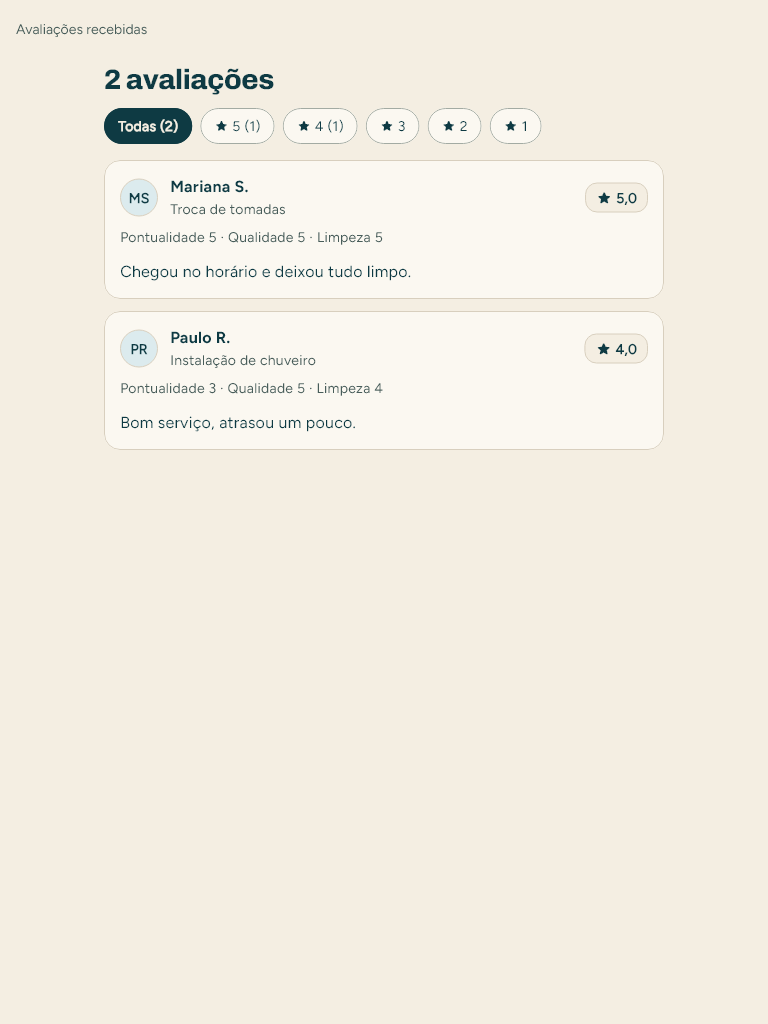 Avaliações recebidas
2 avaliações
Todas (2) ★ 5 (1) ★ 4 (1) ★ 3 ★ 2 ★ 1
MS Mariana S. ★ 5,0
Troca de tomadas
Pontualidade 5 · Qualidade 5 · Limpeza 5
Chegou no horário e deixou tudo limpo.
PR Paulo R. ★ 4,0
Instalação de chuveiro
Pontualidade 3 · Qualidade 5 · Limpeza 4
Bom serviço, atrasou um pouco.